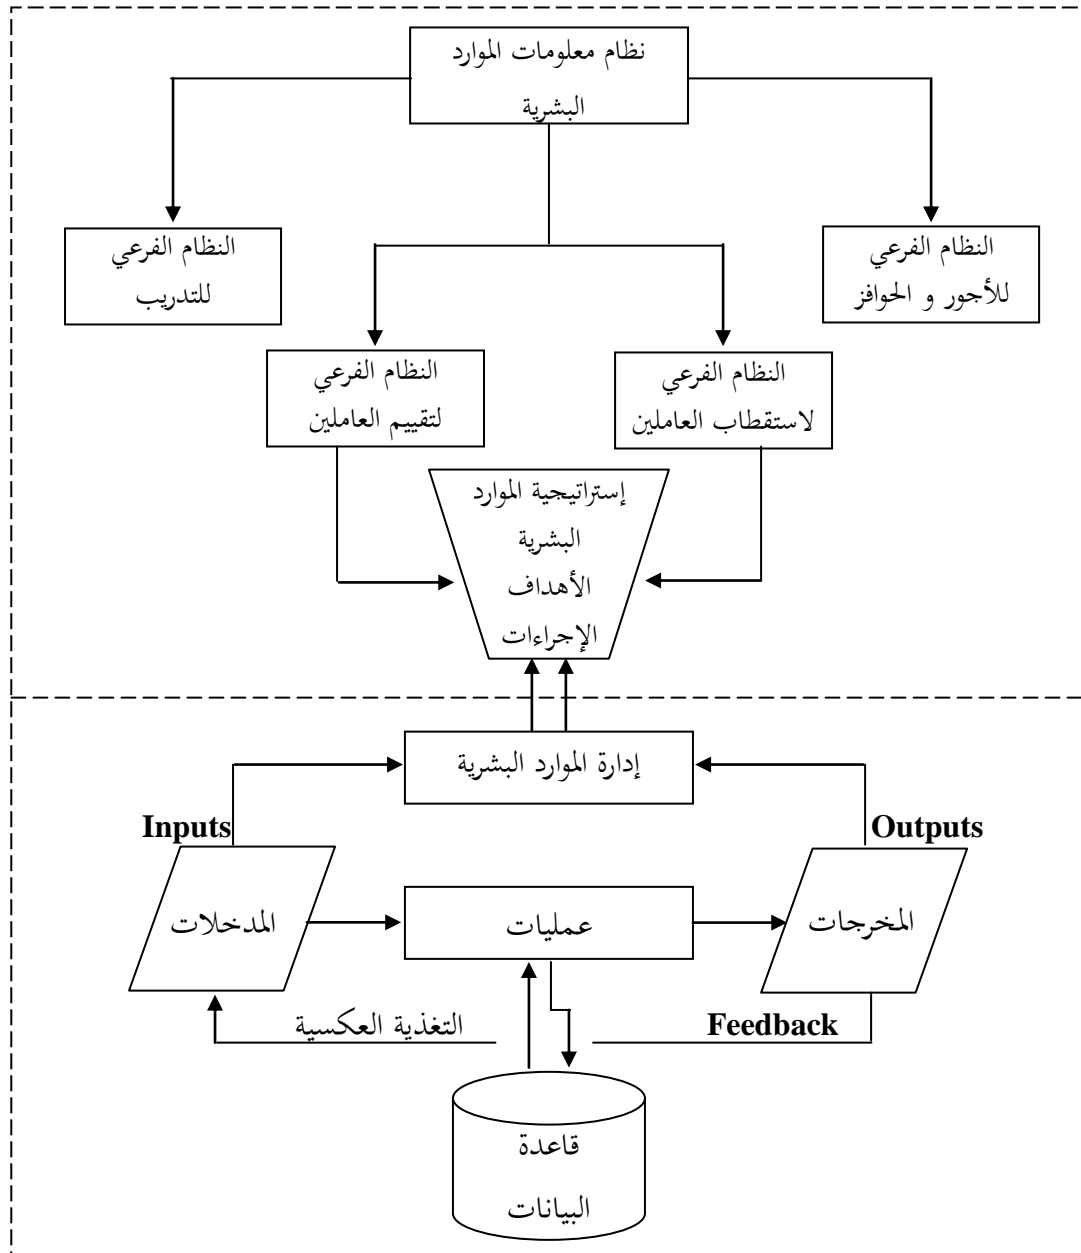 نظام معلومات الموارد
البشرية
النظام الفرعي
للأجور و الحوافز
النظام الفرعي
للتدريب
النظام الفرعي
لاستقطاب العاملين
النظام الفرعي
لتقييم العاملين
إستراتيجية الموارد
البشرية
الأهداف
الإجراءات
إدارة الموارد البشرية
Inputs
Outputs
المدخلات
عمليات
المخرجات
التغذية العكسية
Feedback
قاعدة
البيانات